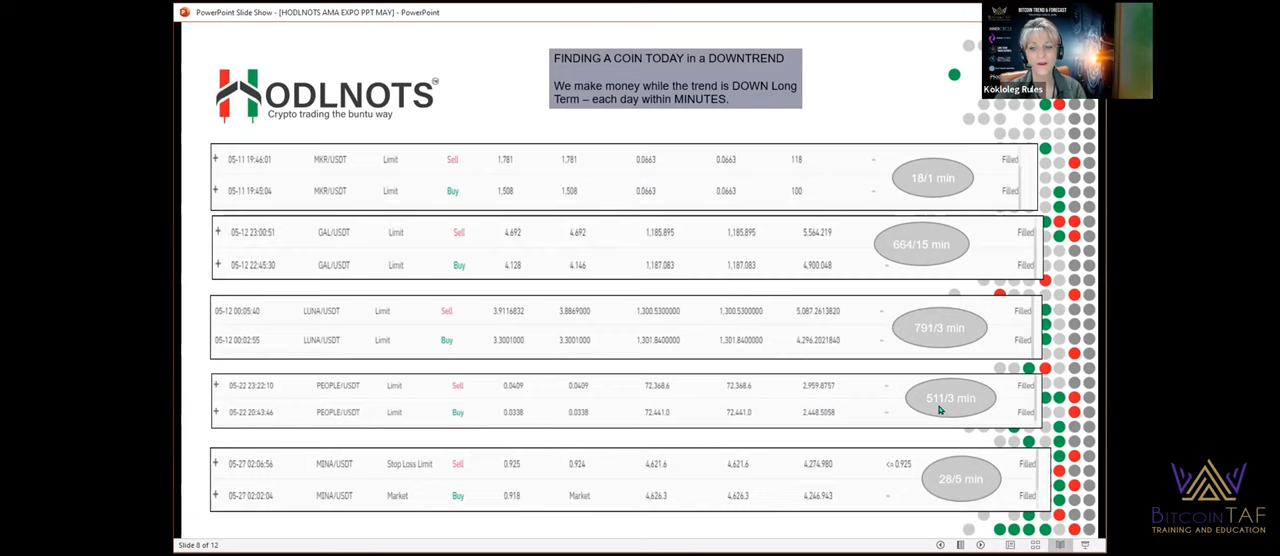 PowerPoint Slide Show - [HODLNOTS AMA EXPO PPT MAY] - PowerPoint
BITCOIN TREND & FORECAST
Kokloleg Rules
FINDING A COIN TODAY in a DOWNTREND
We make money while the trend is DOWN Long
Term – each day within MINUTES.
HODLNOTS™
Crypto trading the buntu way
+ 05-11 19:46:01 MKR/USDT Limit Sell 1,781 1,781 0.0663 0.0663 118 -- Filled
+ 05-11 19:45:04 MKR/USDT Limit Buy 1,508 1,508 0.0663 0.0663 100 Filled
18/1 min
+ 05-12 23:00:51 GAL/USDT Limit Sell 4.692 4.692 1,185.895 1,185.895 5,564.219 Filled
+ 05-12 22:45:30 GAL/USDT Limit Buy 4.128 4.146 1,187.083 1,187.083 4,900.048 -- Filled
664/15 min
05-12 00:05:40 LUNA/USDT Limit Sell 3.9116832 3.8869000 1,300.5300000 1,300.5300000 5,087.2613820 -- Filled
05-12 00:02:55 LUNA/USDT Limit Buy 3.3001000 3.3001000 1,301.8400000 1,301.8400000 4,296.2021840 -- Filled
791/3 min
+ 05-22 23:22:10 PEOPLE/USDT Limit Sell 0.0409 0.0409 72,368.6 72,368.6 2,959.8757 -- Filled
+ 05-22 20:43:46 PEOPLE/USDT Limit Buy 0.0338 0.0338 72,441.0 72,441.0 2,448.5058 -- Filled
511/3 min
+ 05-27 02:06:56 MINA/USDT Stop Loss Limit Sell 0.925 0.924 4,621.6 4,621.6 4,274.980 <= 0.925 Filled
+ 05-27 02:02:04 MINA/USDT Market Buy 0.918 Market 4,626.3 4,626.3 4,246.943 -- Filled
28/5 min
BITCOINTAF
TRAINING AND EDUCATION
Slide 8 of 12